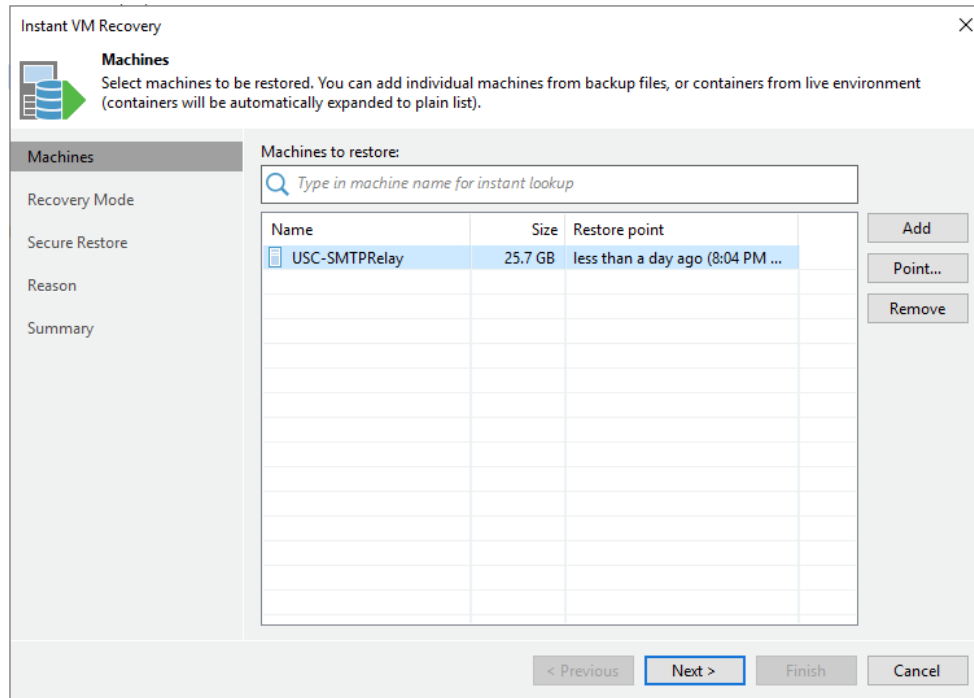 Instant VM Recovery
Machines
Select machines to be restored. You can add individual machines from backup files, or containers from live environment
(containers will be automatically expanded to plain list).
Machines
Recovery Mode
Secure Restore
Reason
Summary
Machines to restore:
Type in machine name for instant lookup
Name Size Restore point
USC-SMTPRelay 25.7 GB less than a day ago (8:04 PM ...
Add
Point...
Remove
< Previous Next > Finish Cancel